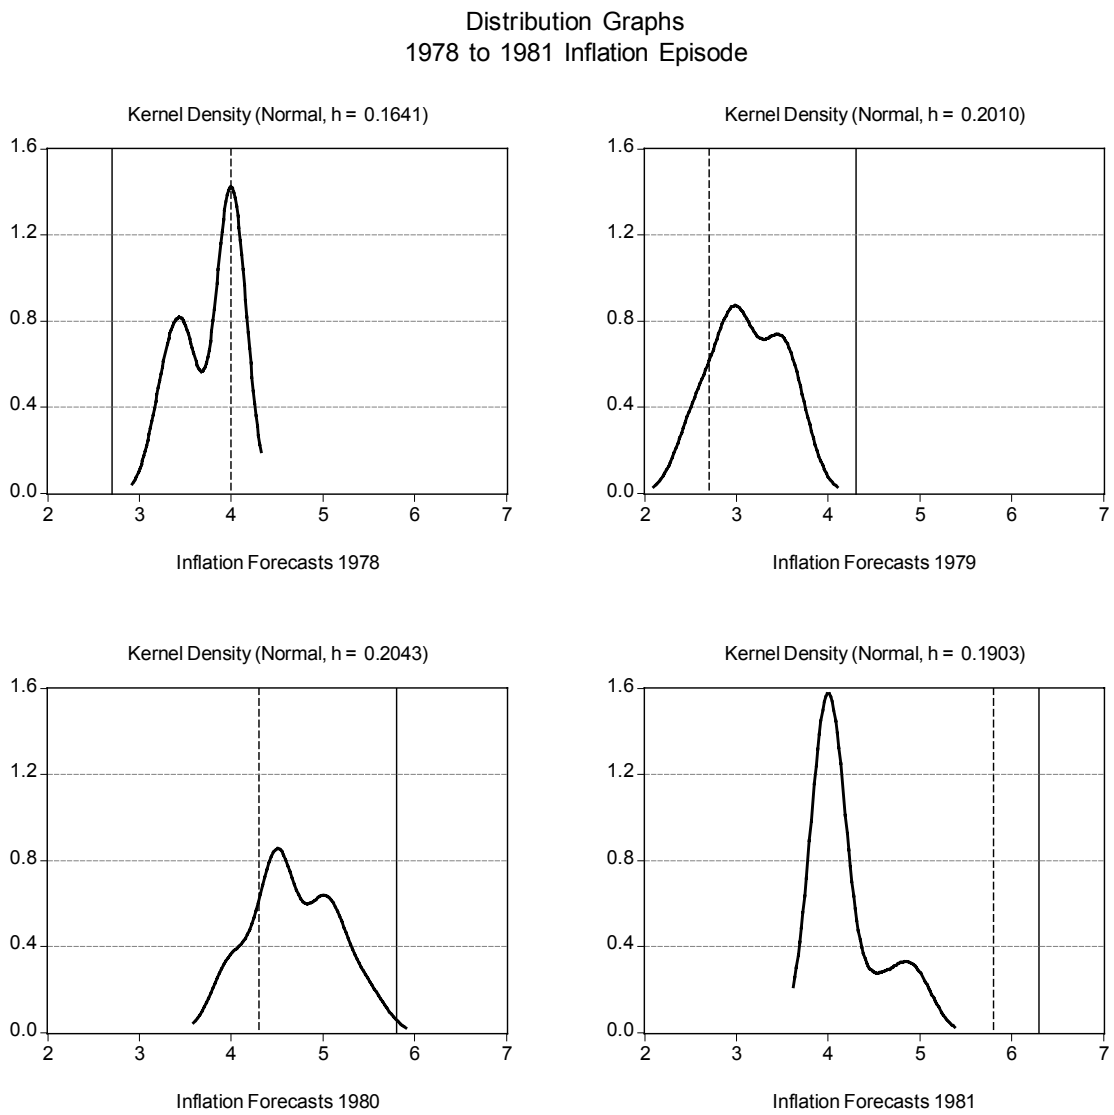 Distribution Graphs
1978 to 1981 Inflation Episode
Kernel Density (Normal, h = 0.1641)
1.6
1.2
0.8
0.4
0.0
2 3 4 5 6 7
Inflation Forecasts 1978
Kernel Density (Normal, h = 0.2010)
1.6
1.2
0.8
0.4
0.0
2 3 4 5 6 7
Inflation Forecasts 1979
Kernel Density (Normal, h = 0.2043)
1.6
1.2
0.8
0.4
0.0
2 3 4 5 6 7
Inflation Forecasts 1980
Kernel Density (Normal, h = 0.1903)
1.6
1.2
0.8
0.4
0.0
2 3 4 5 6 7
Inflation Forecasts 1981